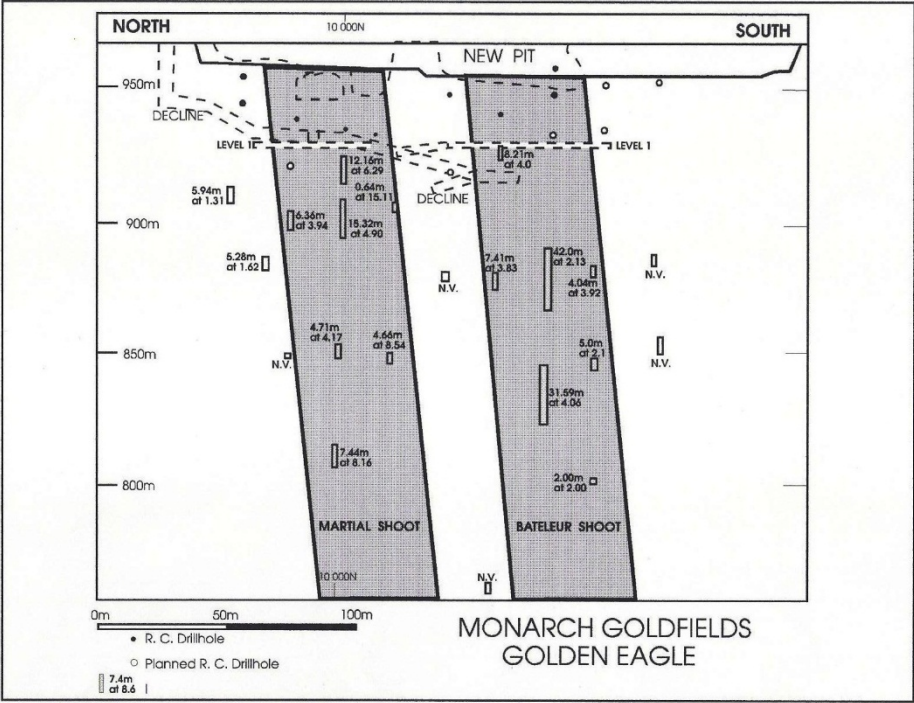 NORTH
10 000N
SOUTH
NEW PIT
950m
DECLINE
LEVEL 1
LEVEL 1
12.16m
at 6.29
8.21m
at 4.0
0.64m
at 15.11
DECLINE
5.94m
at 1.31
900m
6.36m
at 3.94
15.32m
at 4.90
5.28m
at 1.62
7.41m
at 3.83
42.0m
at 2.13
N.V.
4.04m
at 3.92
N.V.
4.71m
at 4.17
4.66m
at 8.54
5.0m
at 2.1
850m
N.V.
N.V.
31.59m
at 4.06
7.44m
at 8.16
800m
2.00m
at 2.00
MARTIAL SHOOT
BATELEUR SHOOT
10 000N
N.V.
0m
50m
100m
R. C. Drillhole
Planned R. C. Drillhole
7.4m
at 8.6
MONARCH GOLDFIELDS
GOLDEN EAGLE